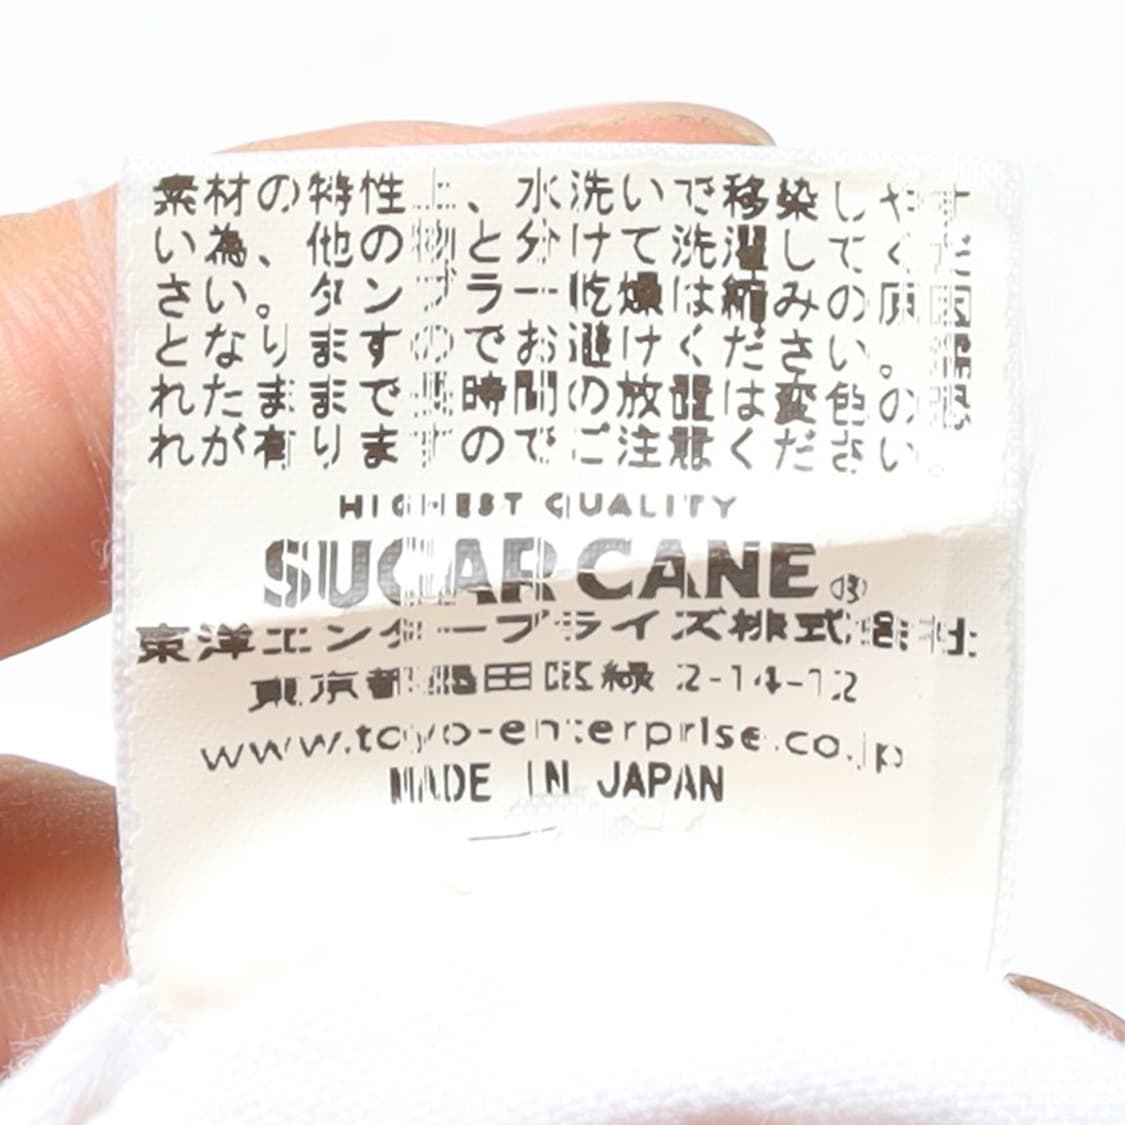 素材の特性上、水洗いで移染しやす
い為、他の物と分けて洗濯してくだ
さい。タンブラー乾燥は縮みの原因
となりますのでお避けください。濡
れたままで長時間の放置は変色の恐
れが有りますのでご注意ください。
HIGHEST QUALITY
SUGAR CANE®
東洋エンタープライズ株式会社
東京都墨田区緑 2-14-12
www.toyo-enterprise.co.jp
MADE IN JAPAN